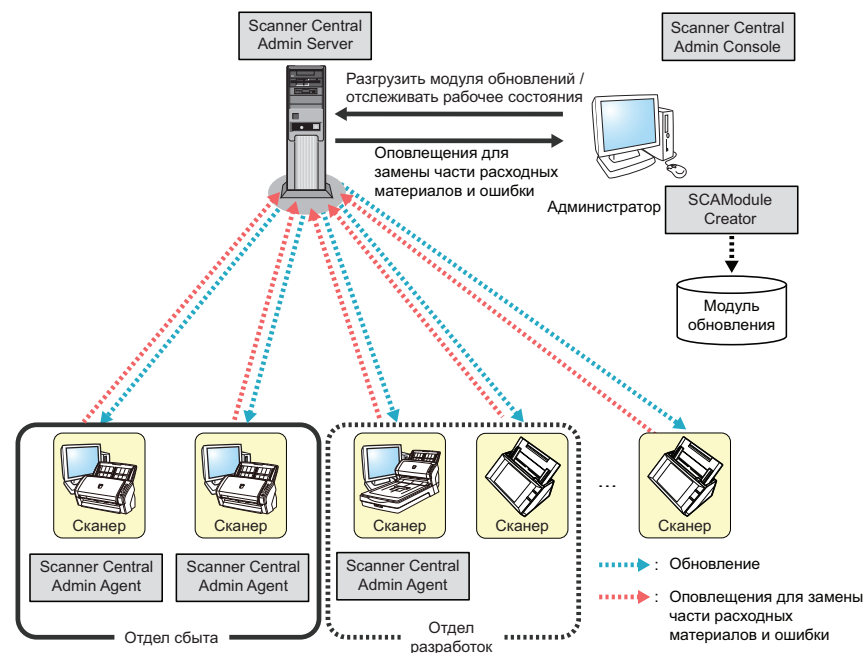 Scanner Central
Admin Server
Scanner Central
Admin Console
Разгрузить модуля обновлений /
отслеживать рабочее состояния
Оповлещения для
замены части расходных
материалов и ошибки
Администратор
SCAModule
Creator
Модуль
обновления
Сканер
Сканер
Сканер
Сканер
...
Сканер
Scanner Central
Admin Agent
Scanner Central
Admin Agent
Scanner Central
Admin Agent
Отдел сбыта
Отдел
разработок
: Обновление
: Оповлещения для замены
части расходных
материалов и ошибки